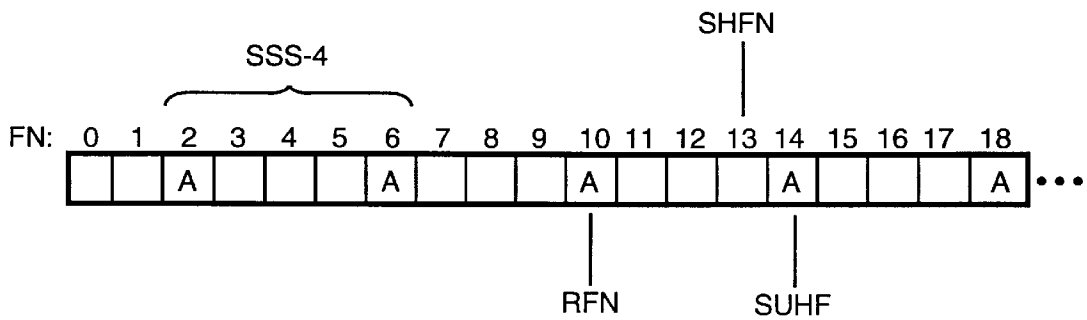 SHFN
SSS-4
FN: 0 1 2 3 4 5 6 7 8 9 10 11 12 13 14 15 16 17 18
A A A A A •••
RFN SUHF